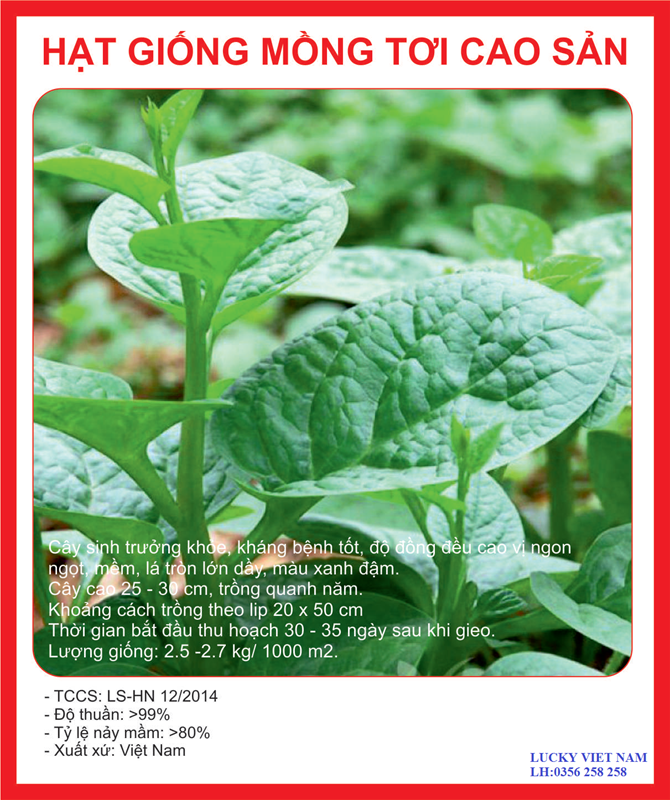 HẠT GIỐNG MỒNG TƠI CAO SẢN
Cây sinh trưởng khỏe, kháng bệnh tốt, độ đồng đều cao vị ngon
ngọt, mềm, lá tròn lớn dầy, màu xanh đậm.
Cây cao 25 - 30 cm, trồng quanh năm.
Khoảng cách trồng theo lip 20 x 50 cm
Thời gian bắt đầu thu hoạch 30 - 35 ngày sau khi gieo.
Lượng giống: 2.5 -2.7 kg/ 1000 m2.
- TCCS: LS-HN 12/2014
- Độ thuần: >99%
- Tỷ lệ nảy mầm: >80%
- Xuất xứ: Việt Nam
LUCKY VIET NAM
LH:0356 258 258